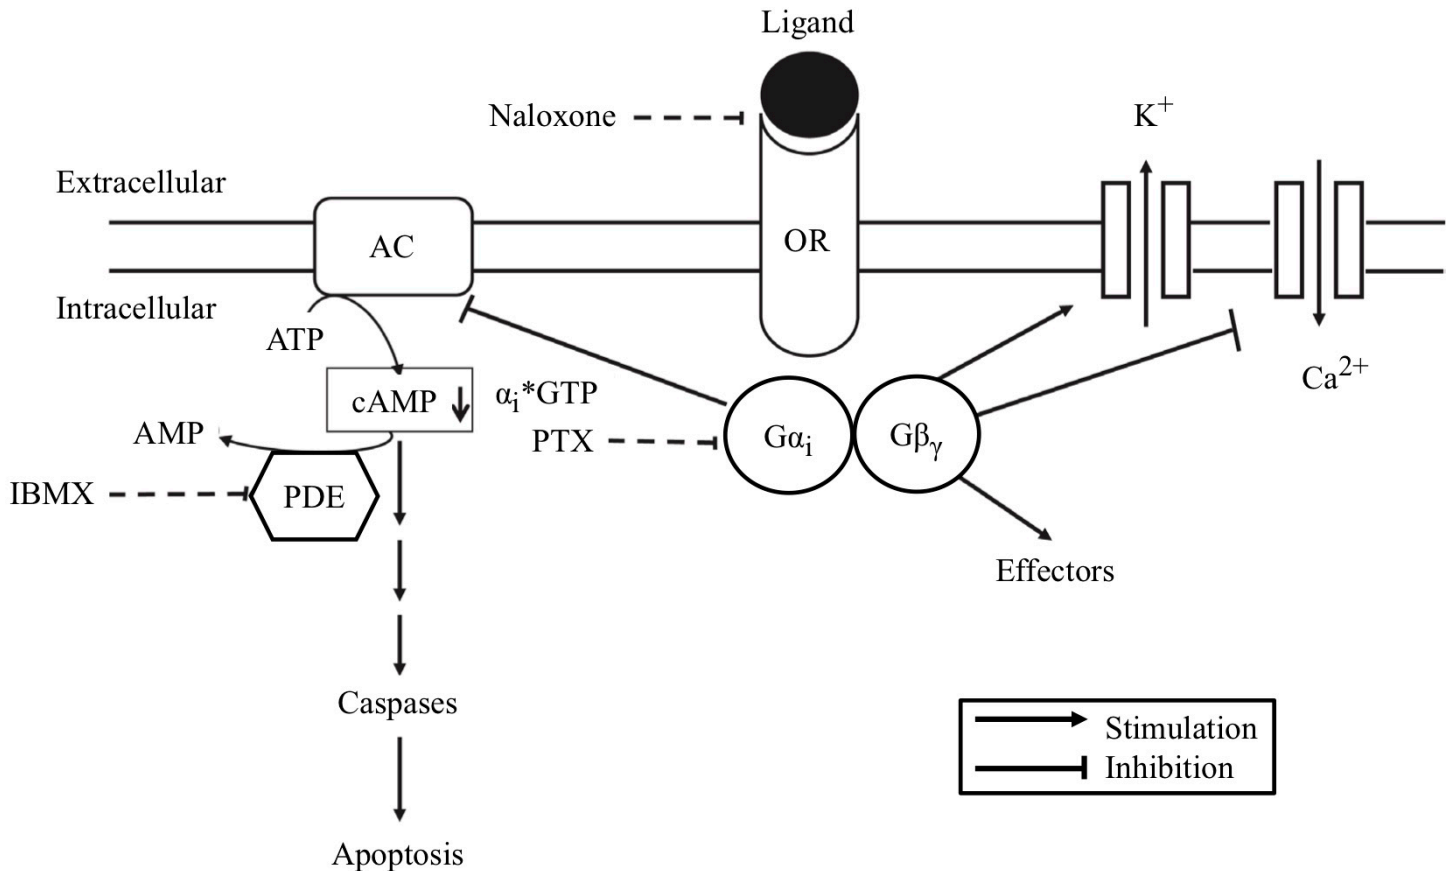 Ligand
Naloxone
K+
Extracellular
AC
OR
Intracellular
ATP
Ca2+
cAMP ↓
αi*GTP
AMP
PTX
Gαi
Gβγ
IBMX
PDE
Effectors
Caspases
Stimulation
Inhibition
Apoptosis